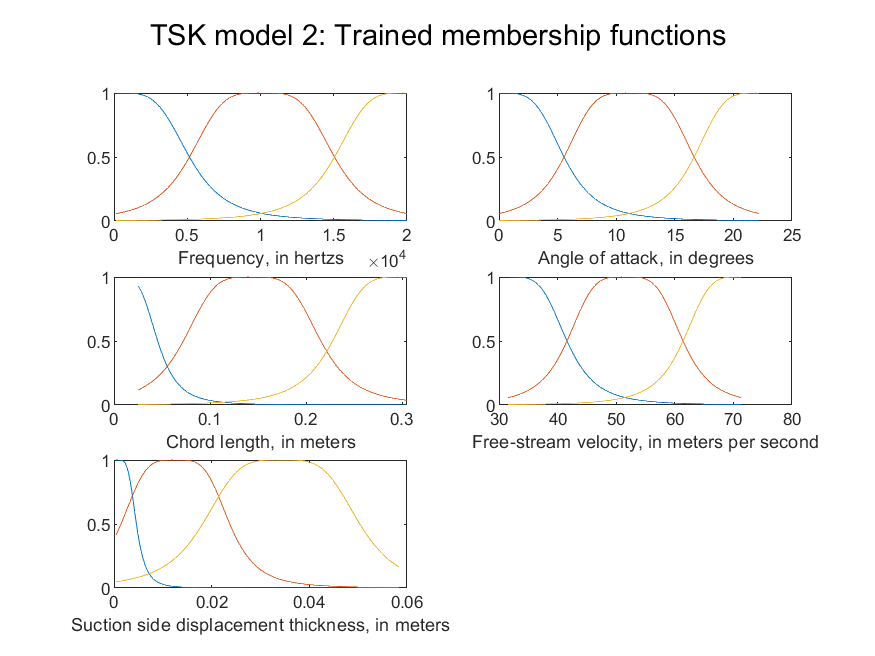 TSK model 2: Trained membership functions
1
0.5
0
0 0.5 1 1.5 2
Frequency, in hertzs ×10^4
1
0.5
0
0 5 10 15 20 25
Angle of attack, in degrees
1
0.5
0
0 0.1 0.2 0.3
Chord length, in meters
1
0.5
0
30 40 50 60 70 80
Free-stream velocity, in meters per second
1
0.5
0
0 0.02 0.04 0.06
Suction side displacement thickness, in meters